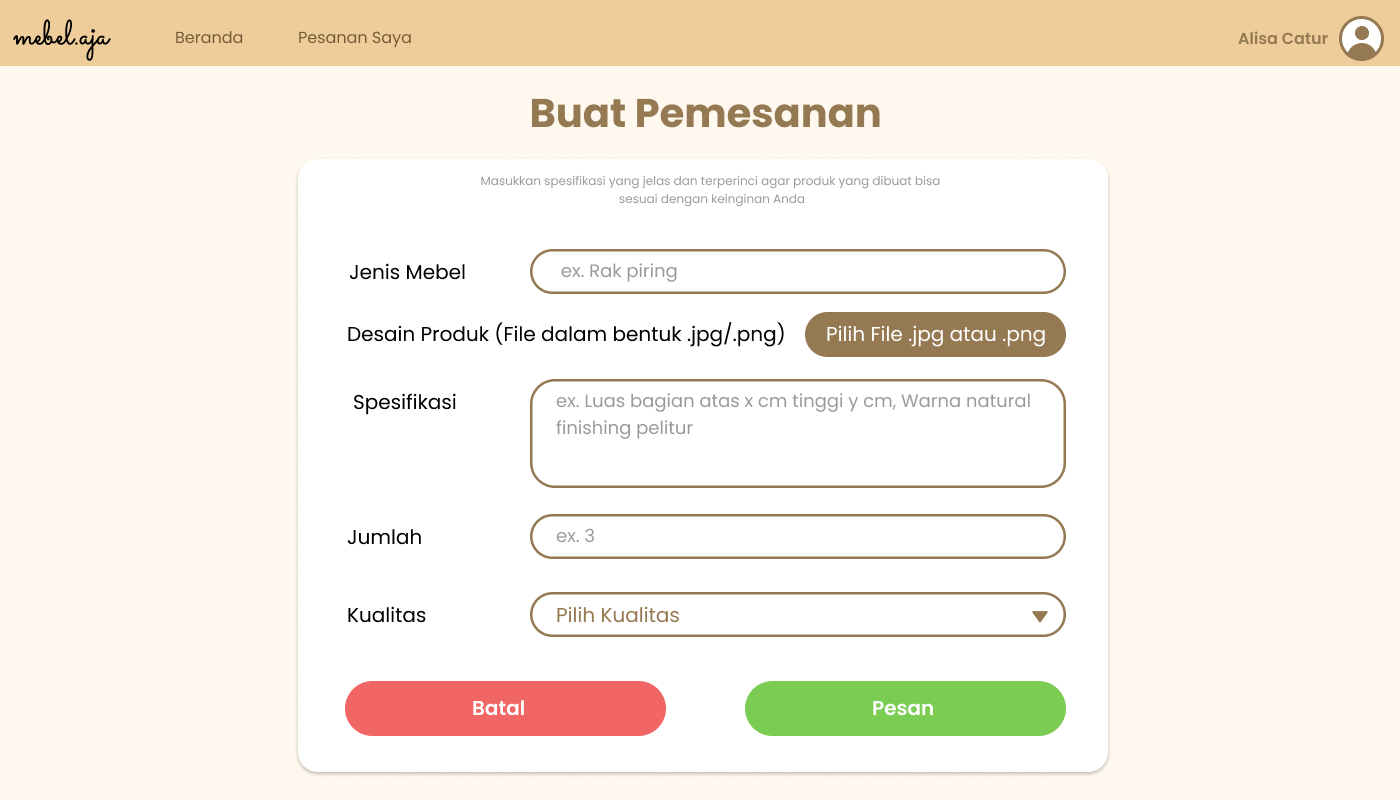 mebel.aja
Beranda
Pesanan Saya
Alisa Catur
Buat Pemesanan
Masukkan spesifikasi yang jelas dan terperinci agar produk yang dibuat bisa
sesuai dengan keinginan Anda
Jenis Mebel
ex. Rak piring
Desain Produk (File dalam bentuk .jpg/.png)
Pilih File .jpg atau .png
Spesifikasi
ex. Luas bagian atas x cm tinggi y cm, Warna natural
finishing pelitur
Jumlah
ex. 3
Kualitas
Pilih Kualitas
Batal
Pesan